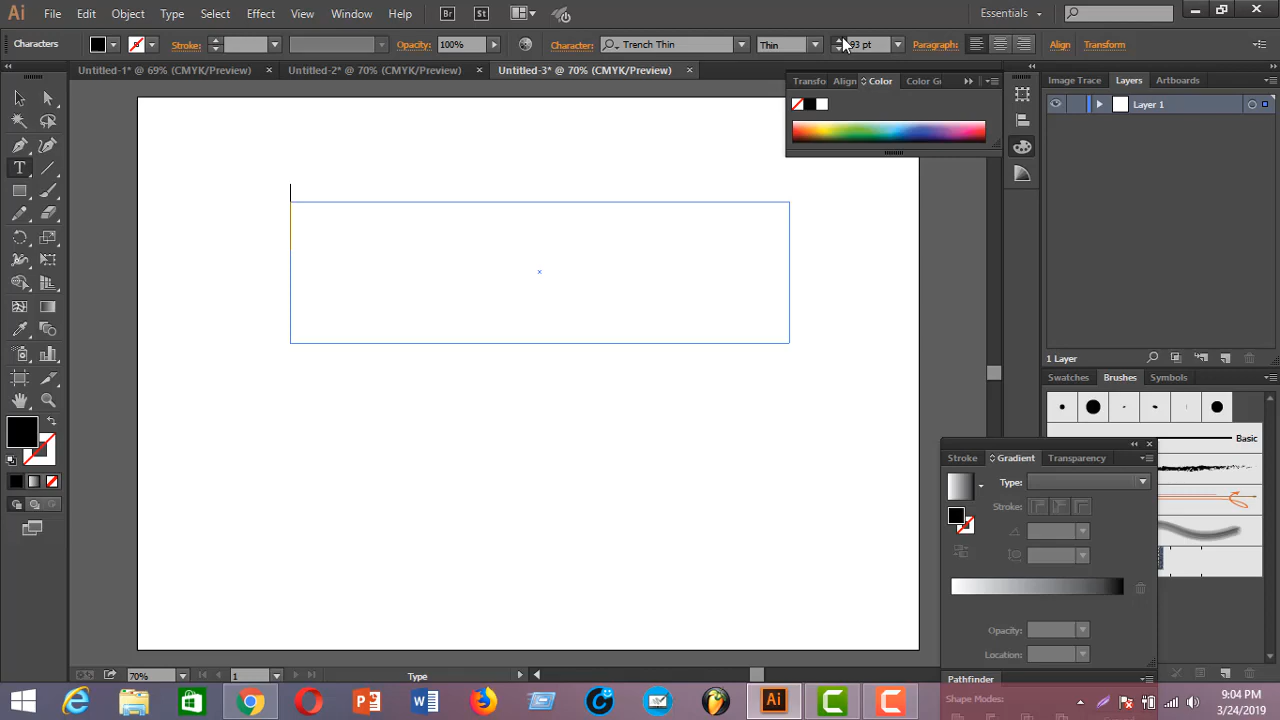 Ai File Edit Object Type Select Effect View Window Help Br St Essentials
Characters Stroke: Opacity: 100% Character: Trench Thin Thin 93 pt Paragraph: Align Transform
Untitled-1* @ 69% (CMYK/Preview) × Untitled-2* @ 70% (CMYK/Preview) × Untitled-3* @ 70% (CMYK/Preview) ×
Transfo Align Color Color G
Image Trace Layers Artboards
Layer 1
1 Layer
Swatches Brushes Symbols
Basic
Stroke Gradient Transparency
Type:
Stroke:
Opacity:
Location:
70% 1 Type
Pathfinder
Shape Modes:
9:04 PM
3/24/2019